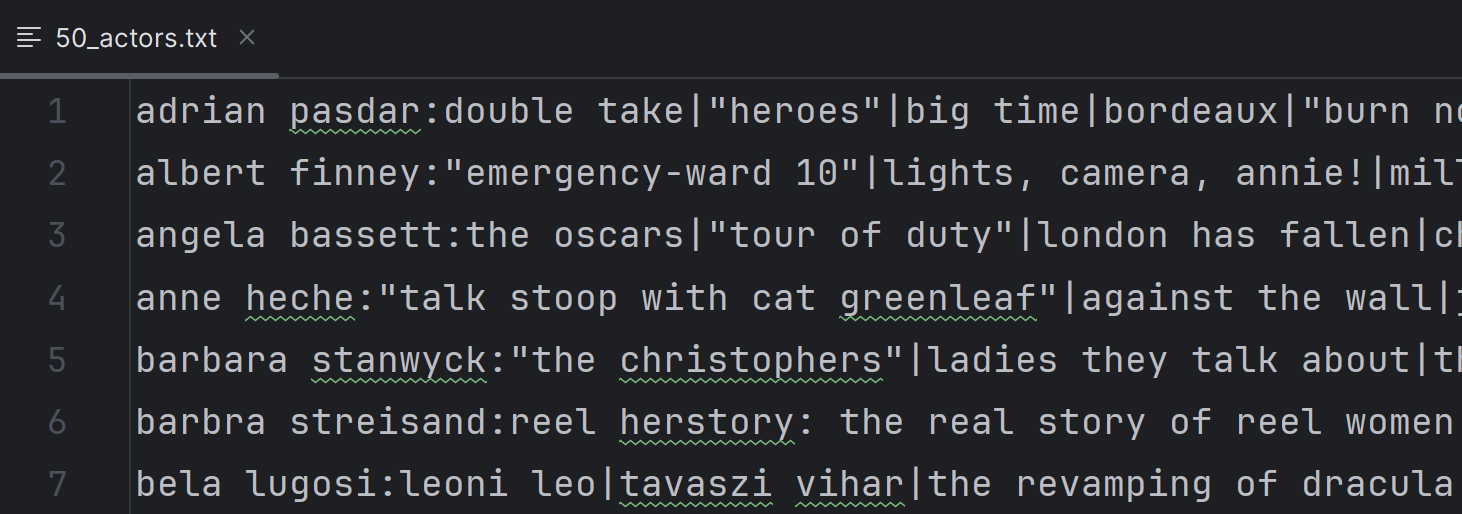 50_actors.txt
1 adrian pasdar:double take|"heroes"|big time|bordeaux|"burn
2 albert finney:"emergency-ward 10"|lights, camera, annie!|
3 angela bassett:the oscars|"tour of duty"|london has fallen|
4 anne heche:"talk stoop with cat greenleaf"|against the wall|
5 barbara stanwyck:"the christophers"|ladies they talk about|
6 barbra streisand:reel herstory: the real story of reel women
7 bela lugosi:leoni leo|tavaszi vihar|the revamping of dracula